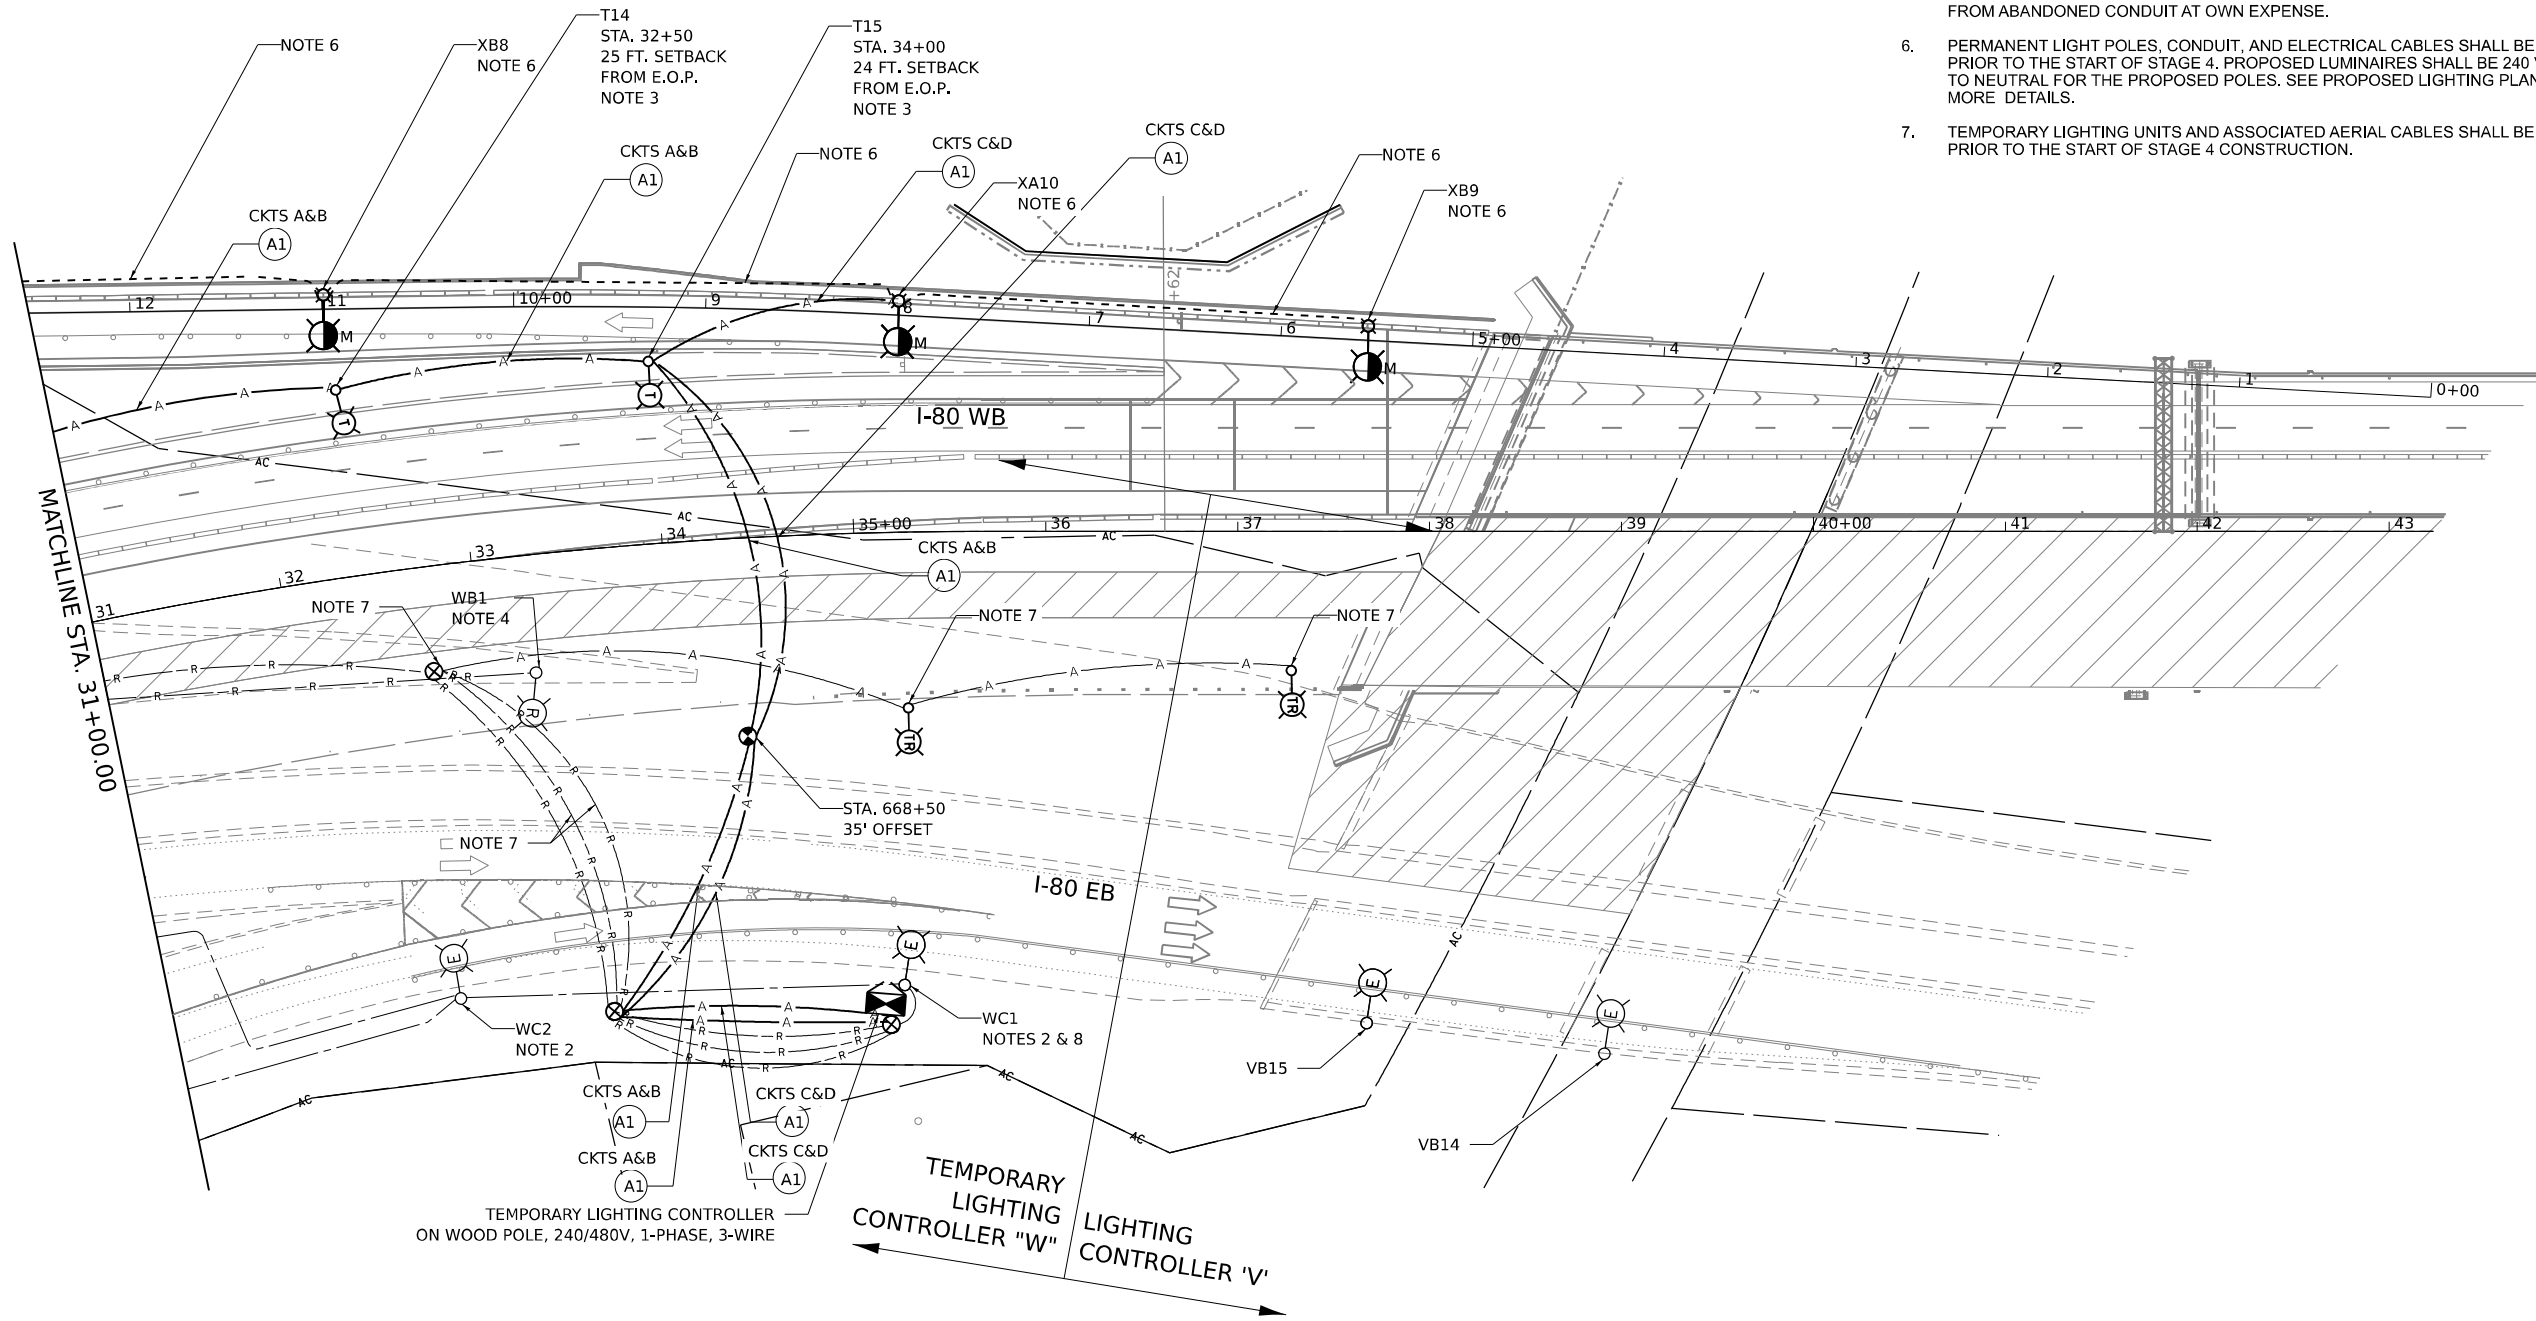 FROM ABANDONED CONDUIT AT OWN EXPENSE.
6. PERMANENT LIGHT POLES, CONDUIT, AND ELECTRICAL CABLES SHALL BE
PRIOR TO THE START OF STAGE 4. PROPOSED LUMINAIRES SHALL BE 240 V
TO NEUTRAL FOR THE PROPOSED POLES. SEE PROPOSED LIGHTING PLAN
MORE DETAILS.
7. TEMPORARY LIGHTING UNITS AND ASSOCIATED AERIAL CABLES SHALL BE
PRIOR TO THE START OF STAGE 4 CONSTRUCTION.
NOTE 6
XB8
NOTE 6
T14
STA. 32+50
25 FT. SETBACK
FROM E.O.P.
NOTE 3
T15
STA. 34+00
24 FT. SETBACK
FROM E.O.P.
NOTE 3
CKTS A&B
A1
CKTS A&B
A1
NOTE 6
CKTS C&D
A1
CKTS C&D
A1
XA10
NOTE 6
NOTE 6
XB9
NOTE 6
+62
12
11
10+00
9
8
7
6
5+00
4
3
2
1
0+00
M
M
M
A
A
A
A
A
A
A
T
T
I-80 WB
AC
AC
AC
MATCHLINE STA. 31+00.00
31
32
33
34
35+00
36
37
38
39
40+00
41
42
43
CKTS A&B
A1
NOTE 7
WB1
NOTE 4
NOTE 7
NOTE 7
R
R
R
R
R
R
R
R
A
A
A
A
A
A
A
R
TR
TR
STA. 668+50
35' OFFSET
NOTE 7
I-80 EB
E
E
E
E
AC
WC2
NOTE 2
WC1
NOTES 2 & 8
VB15
VB14
AC
AC
AC
AC
CKTS A&B
A1
CKTS C&D
A1
CKTS A&B
A1
CKTS C&D
A1
TEMPORARY LIGHTING CONTROLLER
ON WOOD POLE, 240/480V, 1-PHASE, 3-WIRE
TEMPORARY
LIGHTING
CONTROLLER "W"
LIGHTING
CONTROLLER 'V'